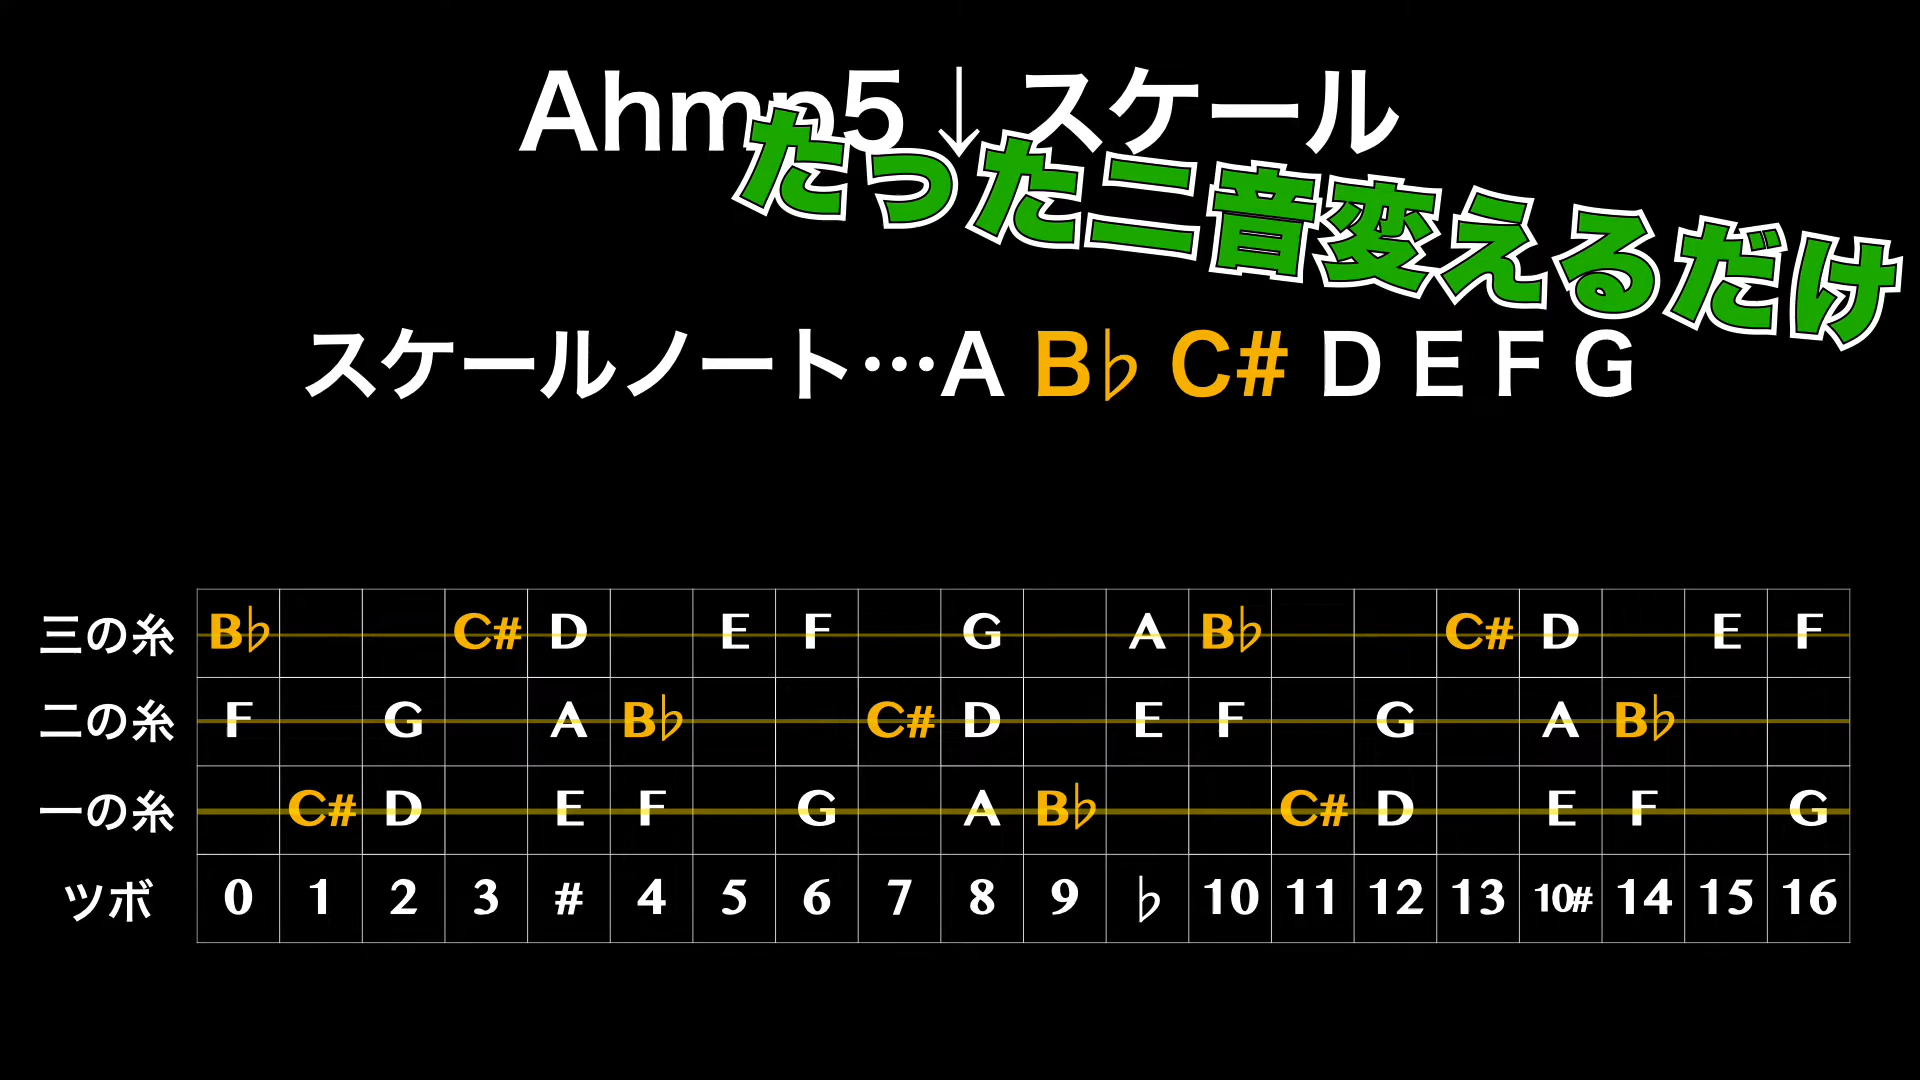 Ahmp5↓スケール
たった二音変えるだけ
スケールノート…A B♭ C# D E F G
三の糸 B♭ C# D E F G A B♭ C# D E F
二の糸 F G A B♭ C# D E F G A B♭
一の糸 C# D E F G A B♭ C# D E F G
ツボ 0 1 2 3 # 4 5 6 7 8 9 ♭ 10 11 12 13 10# 14 15 16